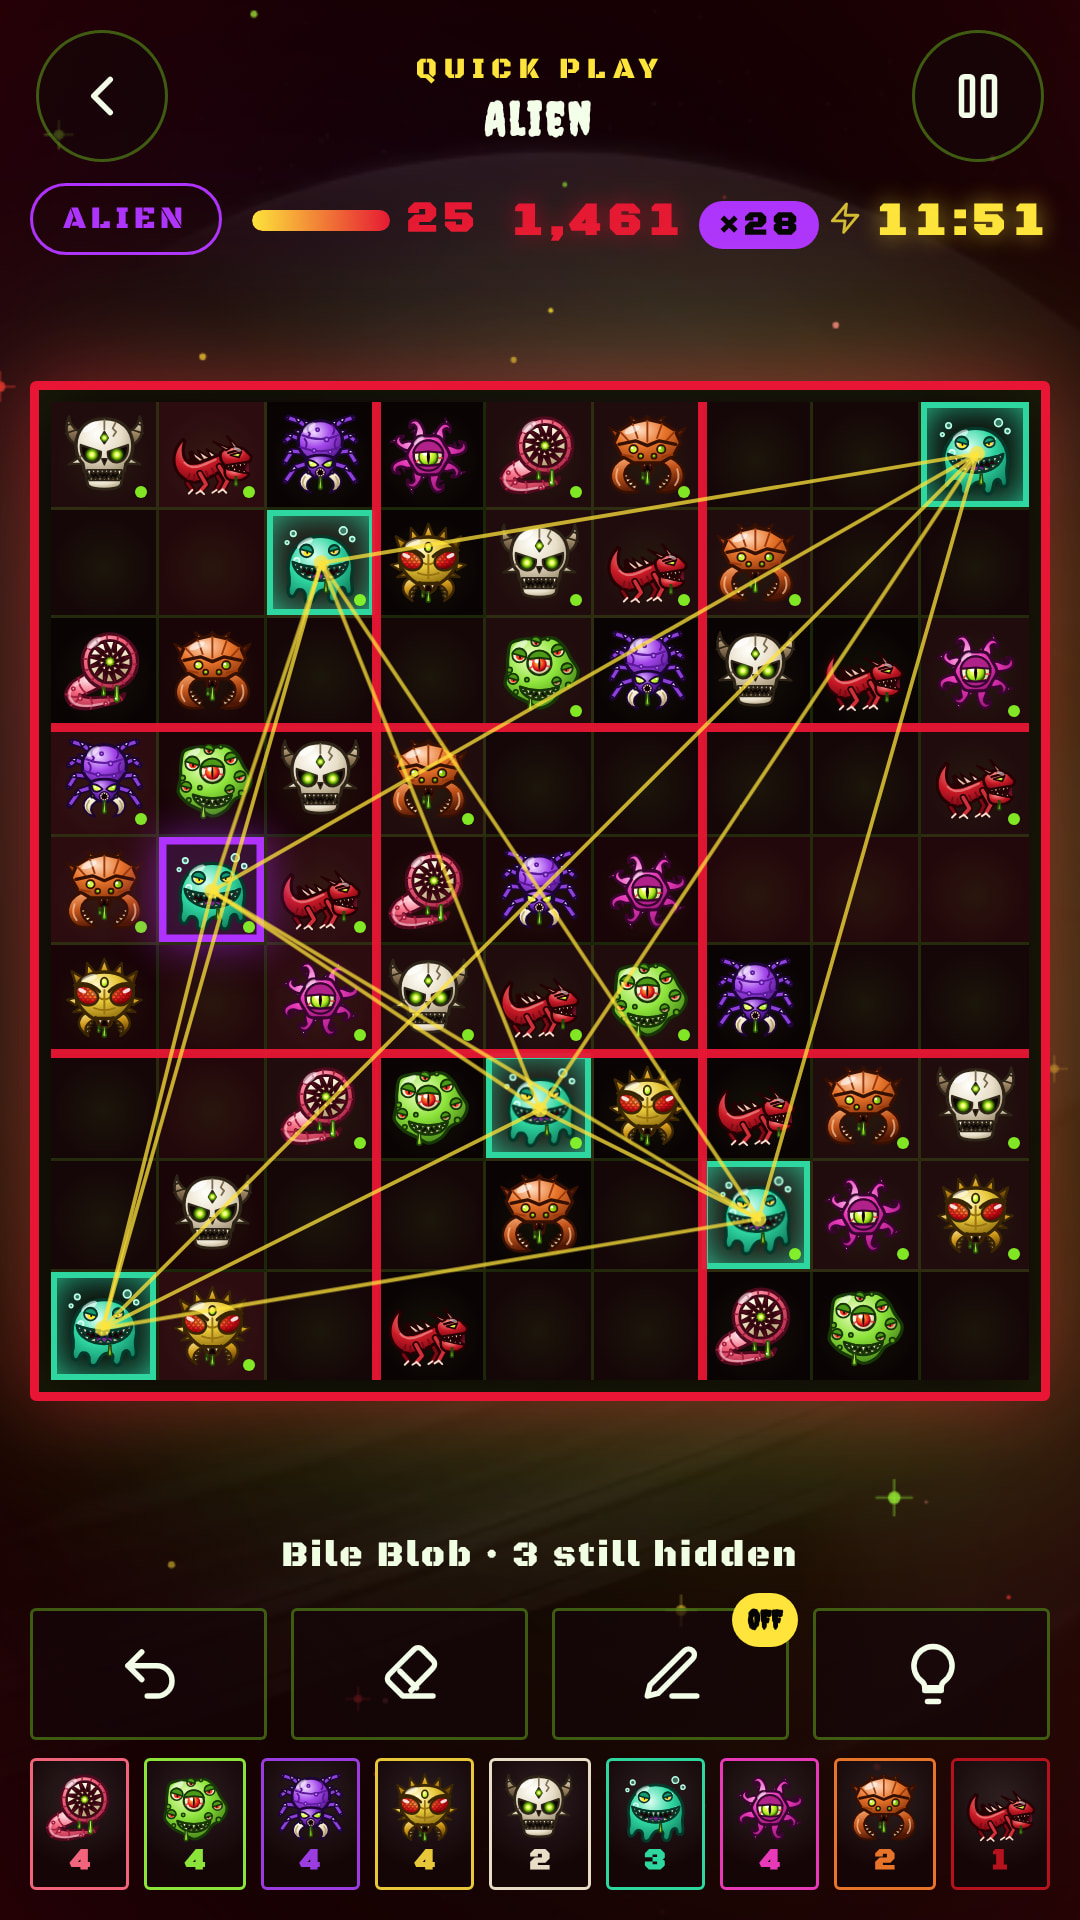 QUICK PLAY
ALIEN
ALIEN 25 1,461 ×28 11:51
Bile Blob · 3 still hidden
OFF
4 4 4 4 2 3 4 2 1